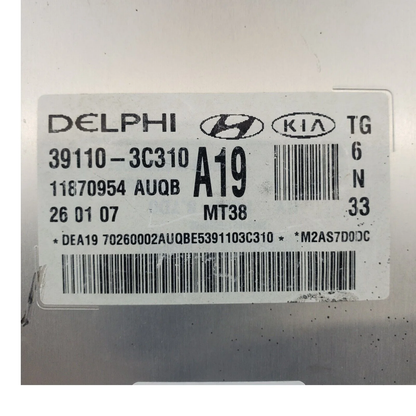 DELPHI KIA TG
39110-3C310 A19 6
11870954 AUQB N
26 01 07 MT38 33
*DEA19 70260002AUQBE5391103C310* *M2AS7D0DC